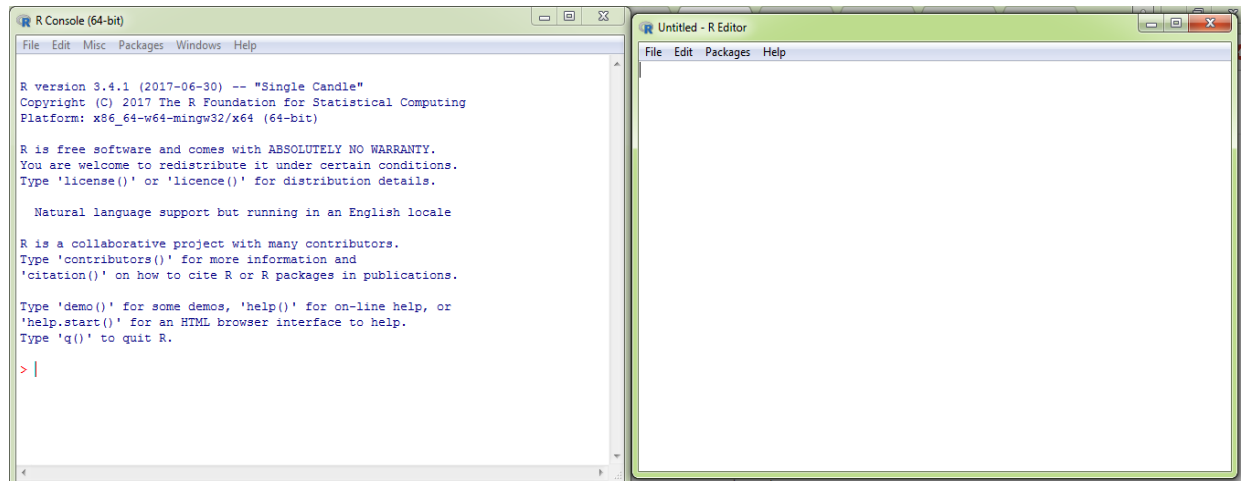 R Console (64-bit)
File Edit Misc Packages Windows Help
R version 3.4.1 (2017-06-30) -- "Single Candle"
Copyright (C) 2017 The R Foundation for Statistical Computing
Platform: x86_64-w64-mingw32/x64 (64-bit)
R is free software and comes with ABSOLUTELY NO WARRANTY.
You are welcome to redistribute it under certain conditions.
Type 'license()' or 'licence()' for distribution details.
Natural language support but running in an English locale
R is a collaborative project with many contributors.
Type 'contributors()' for more information and
'citation()' on how to cite R or R packages in publications.
Type 'demo()' for some demos, 'help()' for on-line help, or
'help.start()' for an HTML browser interface to help.
Type 'q()' to quit R.
>
Untitled - R Editor
File Edit Packages Help